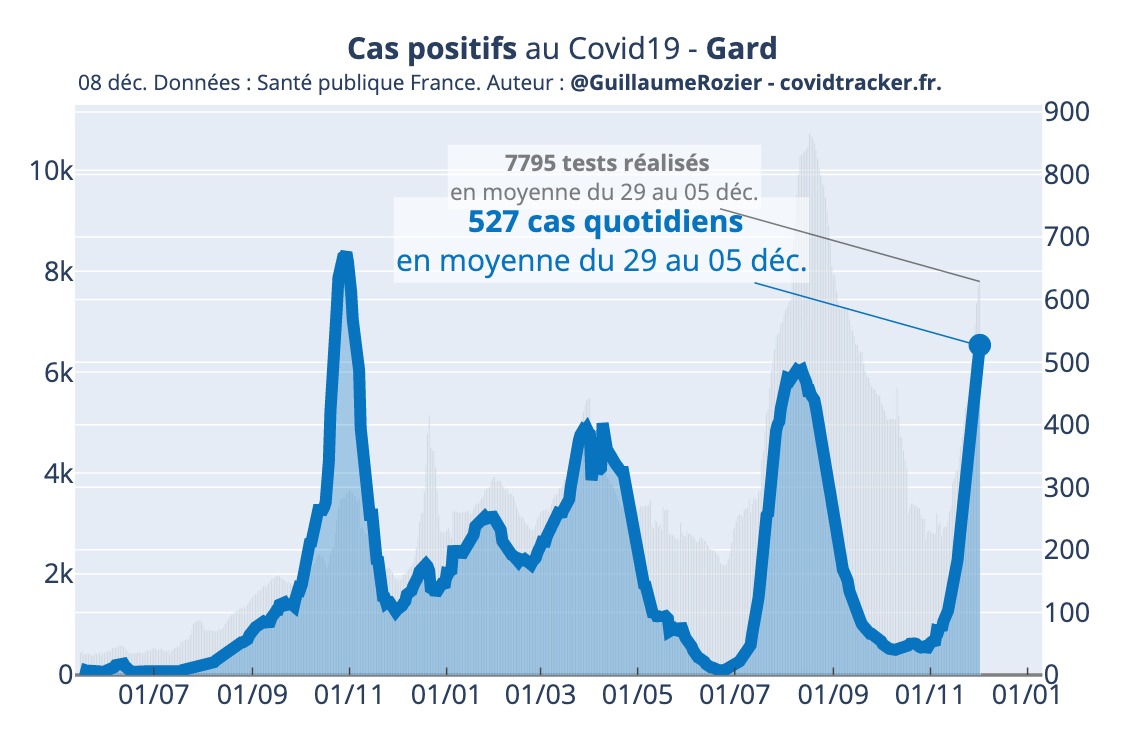 Cas positifs au Covid19 - Gard
08 déc. Données : Santé publique France. Auteur : @GuillaumeRozier - covidtracker.fr.
900
10k
800
7795 tests réalisés
en moyenne du 29 au 05 déc.
527 cas quotidiens
en moyenne du 29 au 05 déc.
700
8k
600
6k
500
400
4k
300
2k
200
100
0
0
01/07 01/09 01/11 01/01 01/03 01/05 01/07 01/09 01/11 01/01